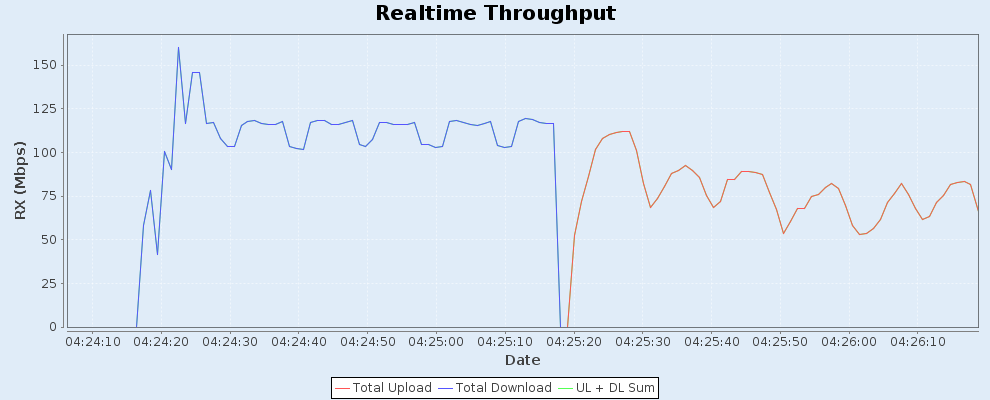 Realtime Throughput
RX (Mbps)
150
125
100
75
50
25
0
04:24:10 04:24:20 04:24:30 04:24:40 04:24:50 04:25:00 04:25:10 04:25:20 04:25:30 04:25:40 04:25:50 04:26:00 04:26:10
Date
Total Upload Total Download UL + DL Sum